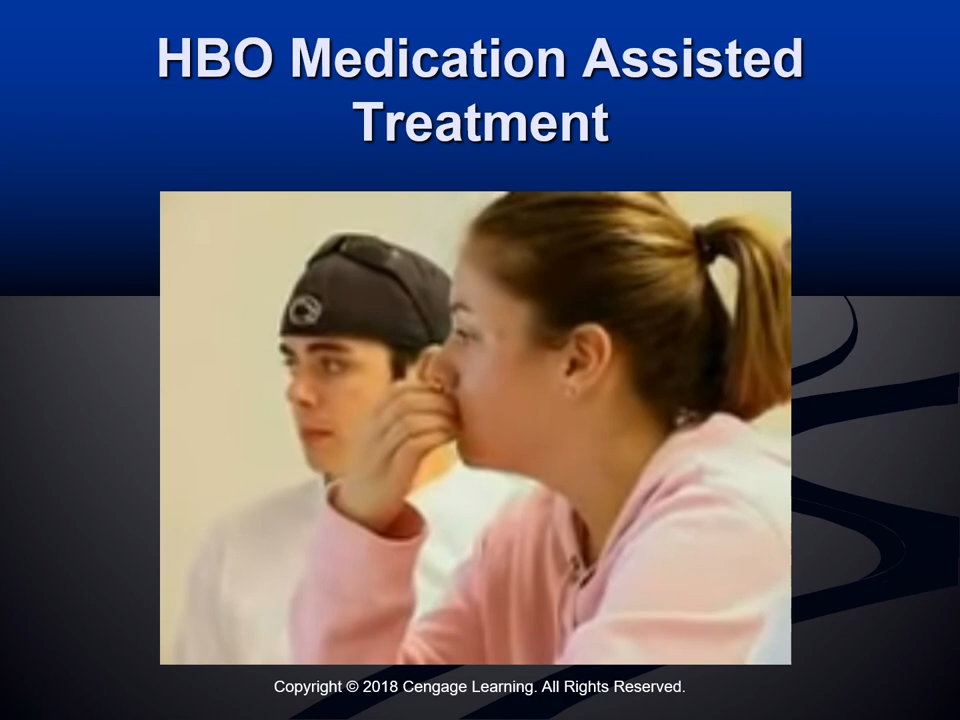 HBO Medication Assisted
Treatment
Copyright © 2018 Cengage Learning. All Rights Reserved.